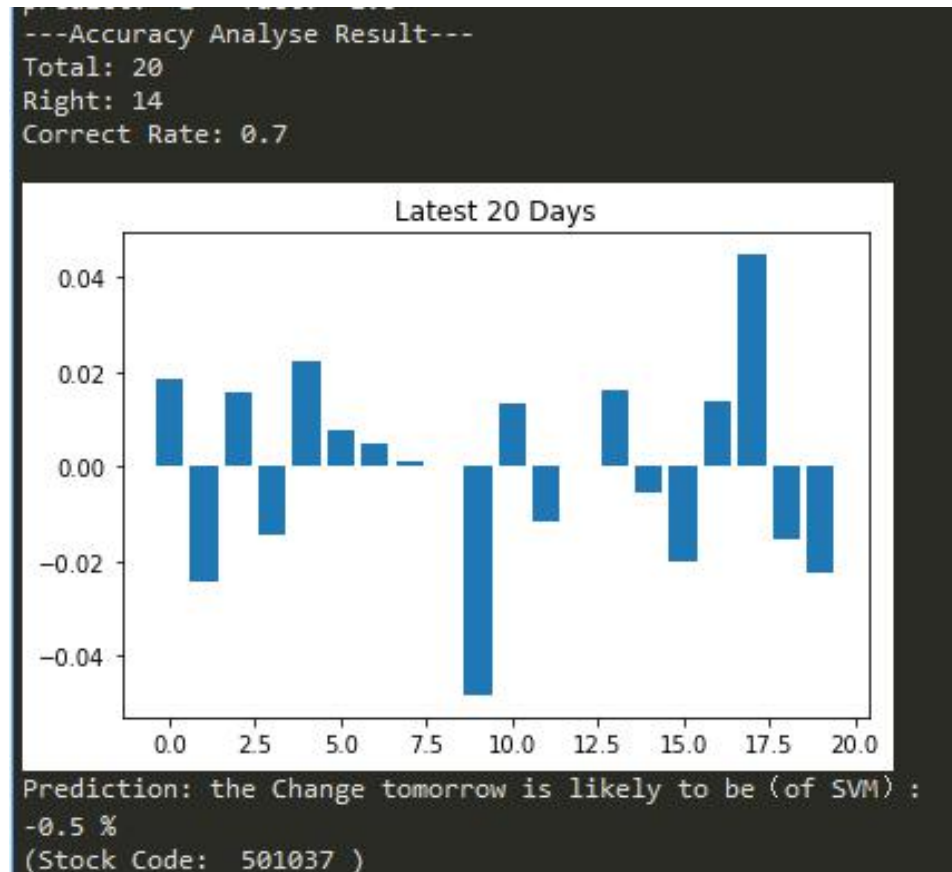 ---Accuracy Analyse Result---
Total: 20
Right: 14
Correct Rate: 0.7
Latest 20 Days
0.04
0.02
0.00
−0.02
−0.04
0.0 2.5 5.0 7.5 10.0 12.5 15.0 17.5 20.0
Prediction: the Change tomorrow is likely to be（of SVM）:
-0.5 %
(Stock Code:  501037 )